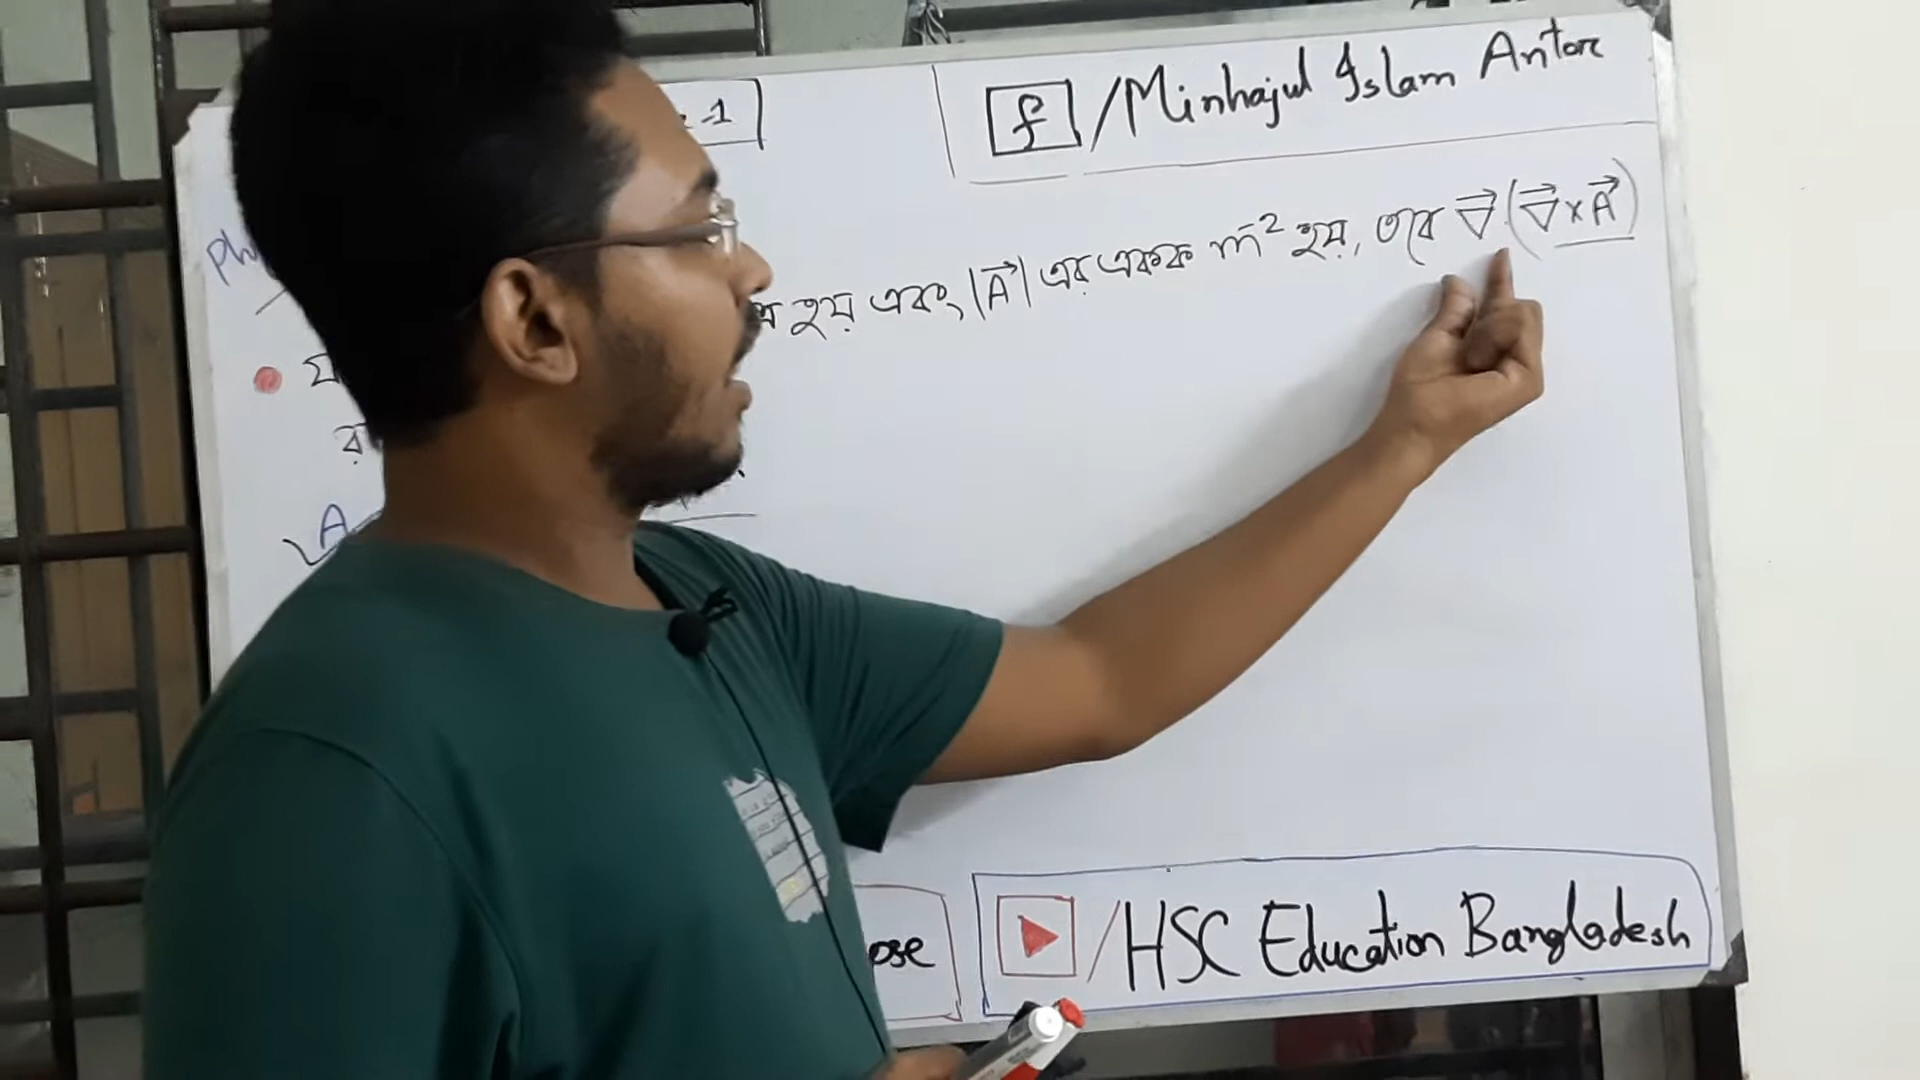 -1
f /Minhajul Islam Antor
হয় এবং |A⃗| এর একক m² হয়, তবে ∇⃗.(∇⃗×A⃗)
A
ose
/HSC Education Bangladesh